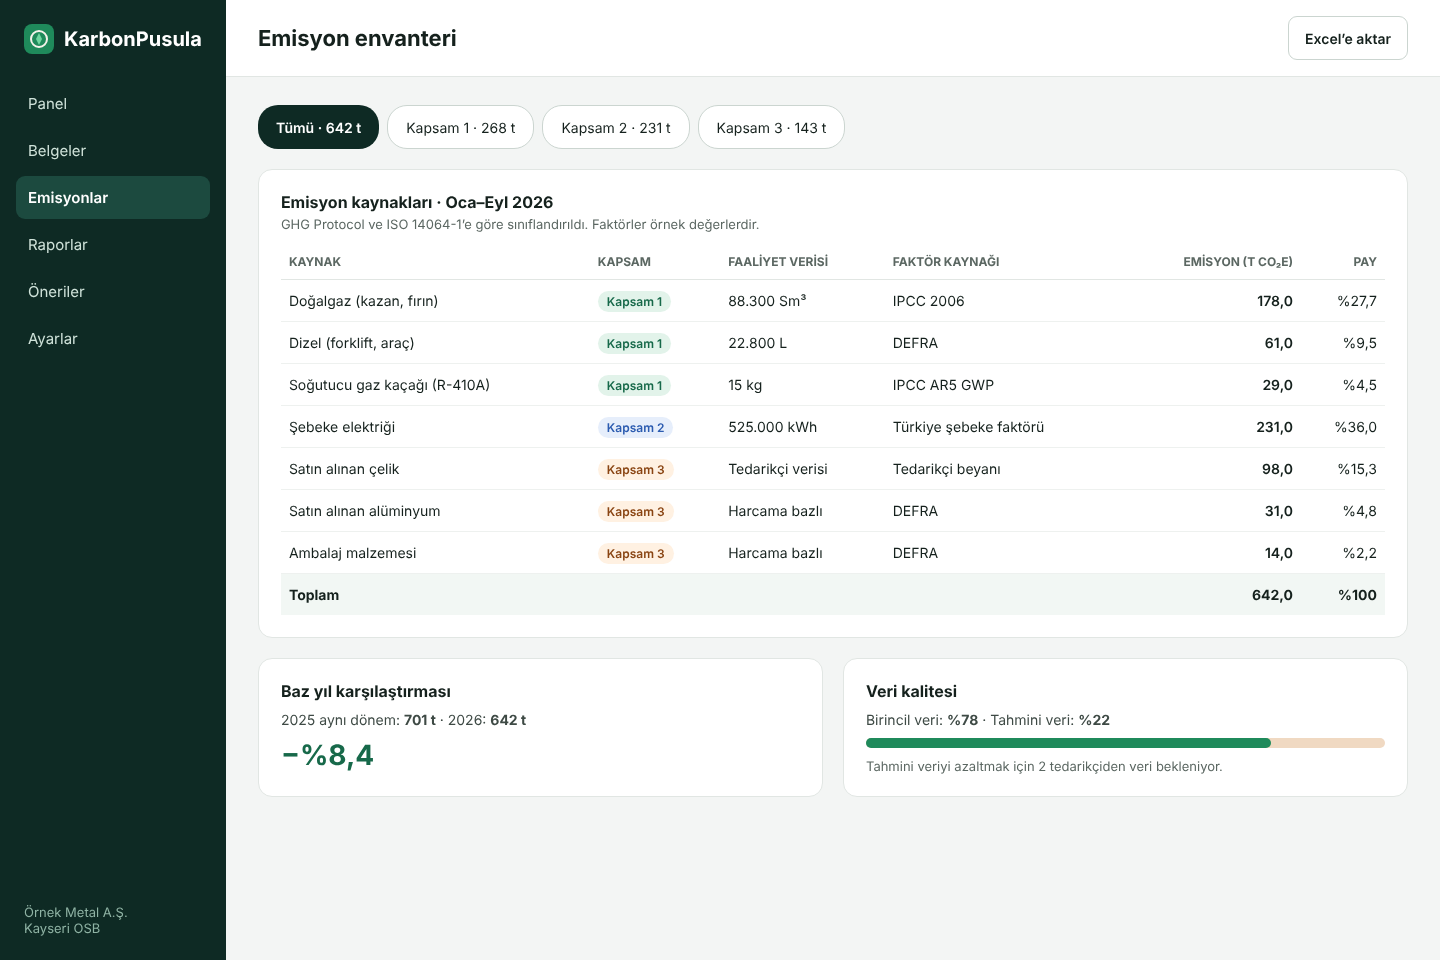 KarbonPusula
Panel
Belgeler
Emisyonlar
Raporlar
Öneriler
Ayarlar
Örnek Metal A.Ş.
Kayseri OSB
Emisyon envanteri
Excel’e aktar
Tümü · 642 t
Kapsam 1 · 268 t
Kapsam 2 · 231 t
Kapsam 3 · 143 t
Emisyon kaynakları · Oca–Eyl 2026
GHG Protocol ve ISO 14064-1’e göre sınıflandırıldı. Faktörler örnek değerlerdir.
KAYNAK KAPSAM FAALİYET VERİSİ FAKTÖR KAYNAĞI EMİSYON (T CO₂E) PAY
Doğalgaz (kazan, fırın) Kapsam 1 88.300 Sm³ IPCC 2006 178,0 %27,7
Dizel (forklift, araç) Kapsam 1 22.800 L DEFRA 61,0 %9,5
Soğutucu gaz kaçağı (R-410A) Kapsam 1 15 kg IPCC AR5 GWP 29,0 %4,5
Şebeke elektriği Kapsam 2 525.000 kWh Türkiye şebeke faktörü 231,0 %36,0
Satın alınan çelik Kapsam 3 Tedarikçi verisi Tedarikçi beyanı 98,0 %15,3
Satın alınan alüminyum Kapsam 3 Harcama bazlı DEFRA 31,0 %4,8
Ambalaj malzemesi Kapsam 3 Harcama bazlı DEFRA 14,0 %2,2
Toplam 642,0 %100
Baz yıl karşılaştırması
2025 aynı dönem: 701 t · 2026: 642 t
−%8,4
Veri kalitesi
Birincil veri: %78 · Tahmini veri: %22
Tahmini veriyi azaltmak için 2 tedarikçiden veri bekleniyor.